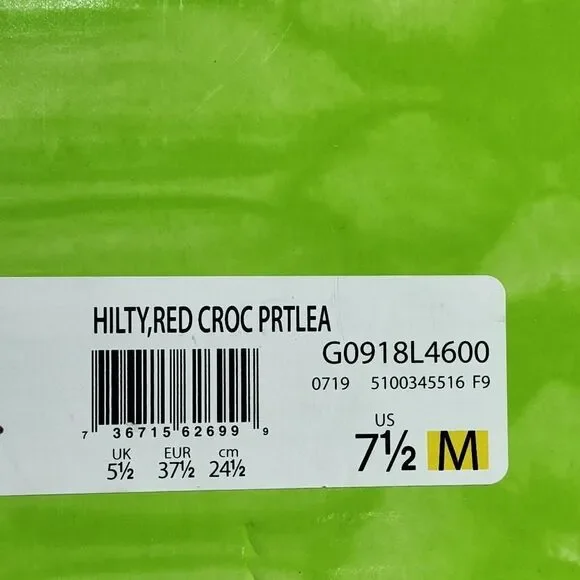 HILTY,RED CROC PRTLEA
G0918L4600
0719 5100345516 F9
7 36715 62699 9
UK EUR cm
5½ 37½ 24½
US
7½ M